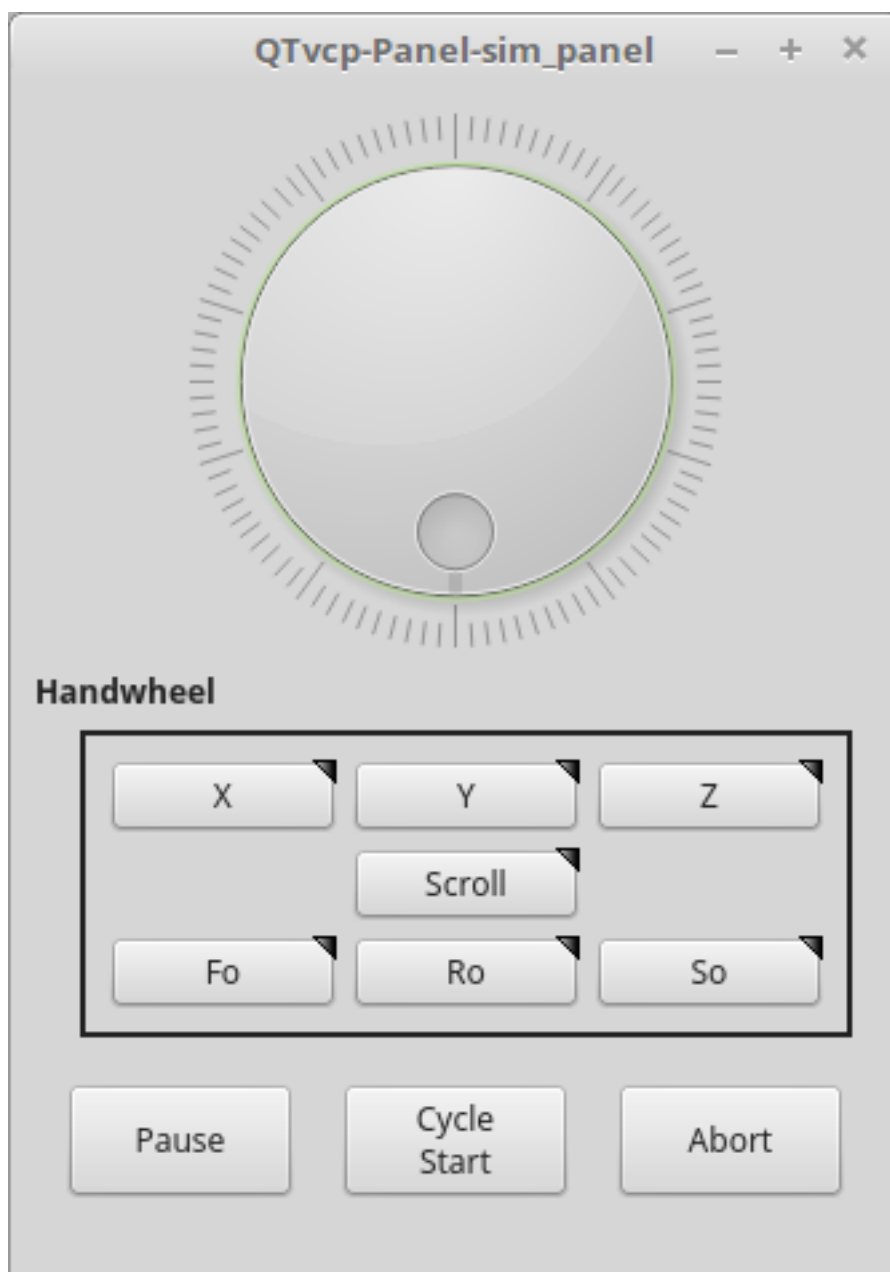 QTvcp-Panel-sim_panel
Handwheel
X
Y
Z
Scroll
Fo
Ro
So
Pause
Cycle
Start
Abort